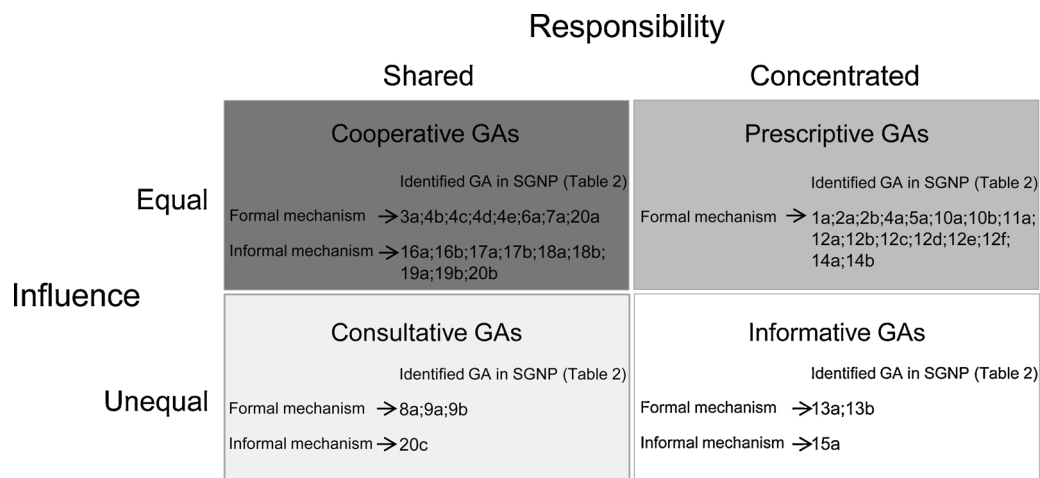 Responsibility
Shared
Concentrated
Influence
Equal
Cooperative GAs
Identified GA in SGNP (Table 2)
Formal mechanism → 3a;4b;4c;4d;4e;6a;7a;20a
Informal mechanism → 16a;16b;17a;17b;18a;18b;
19a;19b;20b
Prescriptive GAs
Identified GA in SGNP (Table 2)
Formal mechanism → 1a;2a;2b;4a;5a;10a;10b;11a;
12a;12b;12c;12d;12e;12f;
14a;14b
Unequal
Consultative GAs
Identified GA in SGNP (Table 2)
Formal mechanism → 8a;9a;9b
Informal mechanism → 20c
Informative GAs
Identified GA in SGNP (Table 2)
Formal mechanism → 13a;13b
Informal mechanism → 15a